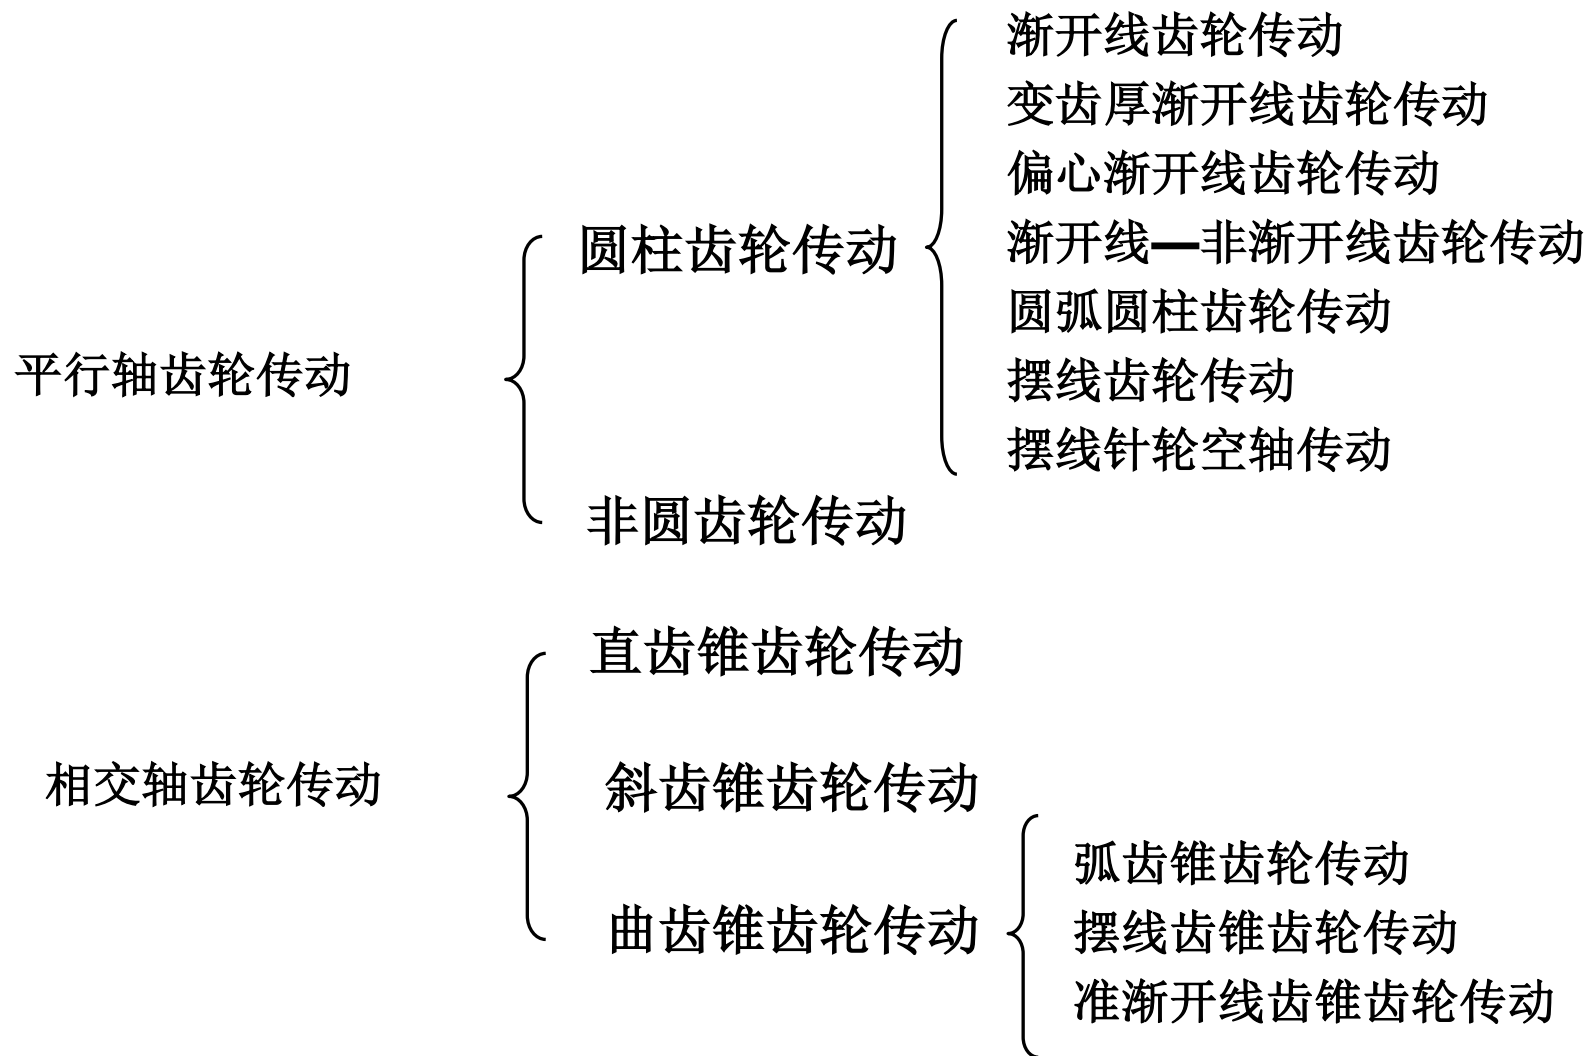 平行轴齿轮传动
圆柱齿轮传动
渐开线齿轮传动
变齿厚渐开线齿轮传动
偏心渐开线齿轮传动
渐开线—非渐开线齿轮传动
圆弧圆柱齿轮传动
摆线齿轮传动
摆线针轮空轴传动
非圆齿轮传动
相交轴齿轮传动
直齿锥齿轮传动
斜齿锥齿轮传动
曲齿锥齿轮传动
弧齿锥齿轮传动
摆线齿锥齿轮传动
准渐开线齿锥齿轮传动